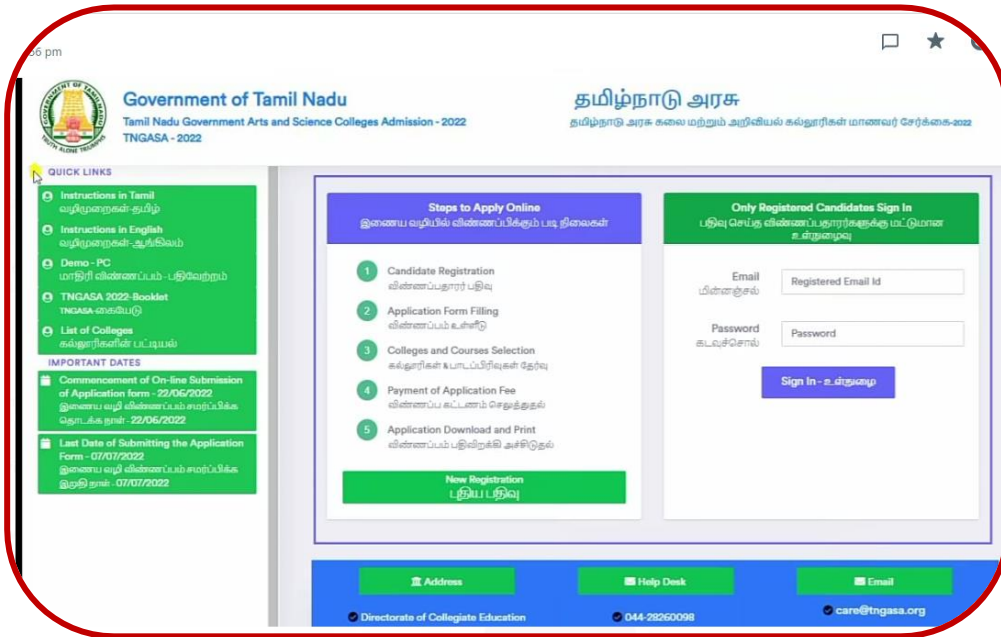 56 pm
Government of Tamil Nadu
Tamil Nadu Government Arts and Science Colleges Admission - 2022
TNGASA - 2022
தமிழ்நாடு அரசு
தமிழ்நாடு அரசு கலை மற்றும் அறிவியல் கல்லூரிகள் மாணவர் சேர்க்கை-2022
GOVERNMENT OF TAMIL NADU
TRUTH ALONE TRIUMPHS
QUICK LINKS
Instructions in Tamil
வழிமுறைகள்-தமிழ்
Instructions in English
வழிமுறைகள்-ஆங்கிலம்
Demo - PC
மாதிரி விண்ணப்பம் - பதிவேற்றம்
TNGASA 2022-Booklet
TNGASA-கையேடு
List of Colleges
கல்லூரிகளின் பட்டியல்
IMPORTANT DATES
Commencement of On-line Submission
of Application form - 22/06/2022
இணைய வழி விண்ணப்பம் சமர்ப்பிக்க
தொடக்க நாள் - 22/06/2022
Last Date of Submitting the Application
Form - 07/07/2022
இணைய வழி விண்ணப்பம் சமர்ப்பிக்க
இறுதி நாள் - 07/07/2022
Steps to Apply Online
இணைய வழியில் விண்ணப்பிக்கும் படி நிலைகள்
1 Candidate Registration
விண்ணப்பதாரர் பதிவு
2 Application Form Filling
விண்ணப்பம் உள்ளீடு
3 Colleges and Courses Selection
கல்லூரிகள் & பாடப்பிரிவுகள் தேர்வு
4 Payment of Application Fee
விண்ணப்ப கட்டணம் செலுத்துதல்
5 Application Download and Print
விண்ணப்பம் பதிவிறக்கி அச்சிடுதல்
New Registration
புதிய பதிவு
Only Registered Candidates Sign In
பதிவு செய்த விண்ணப்பதாரர்களுக்கு மட்டுமான
உள்நுழைவு
Email Registered Email Id
மின்னஞ்சல்
Password Password
கடவுச்சொல்
Sign In - உள்நுழை
Address
Directorate of Collegiate Education
Help Desk
044-28260098
Email
care@tngasa.org